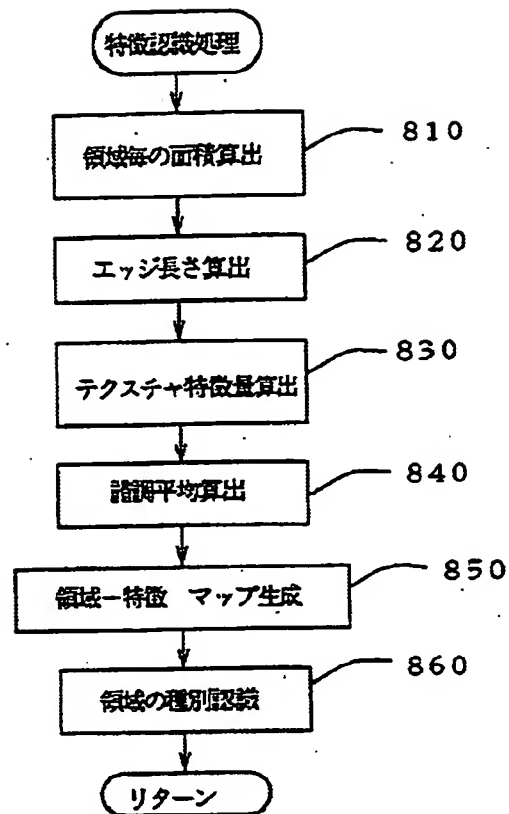 特徴認識処理
領域毎の面積算出 810
エッジ長さ算出 820
テクスチャ特徴量算出 830
諧調平均算出 840
領域ー特徴 マップ生成 850
領域の種別認識 860
リターン